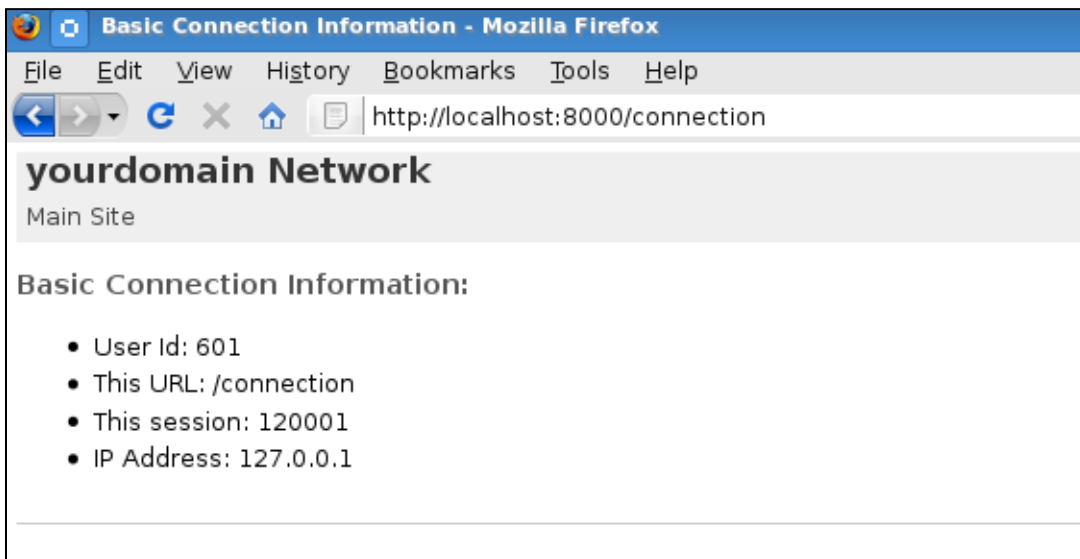 Basic Connection Information - Mozilla Firefox
File Edit View History Bookmarks Tools Help
http://localhost:8000/connection
yourdomain Network
Main Site
Basic Connection Information:
• User Id: 601
• This URL: /connection
• This session: 120001
• IP Address: 127.0.0.1